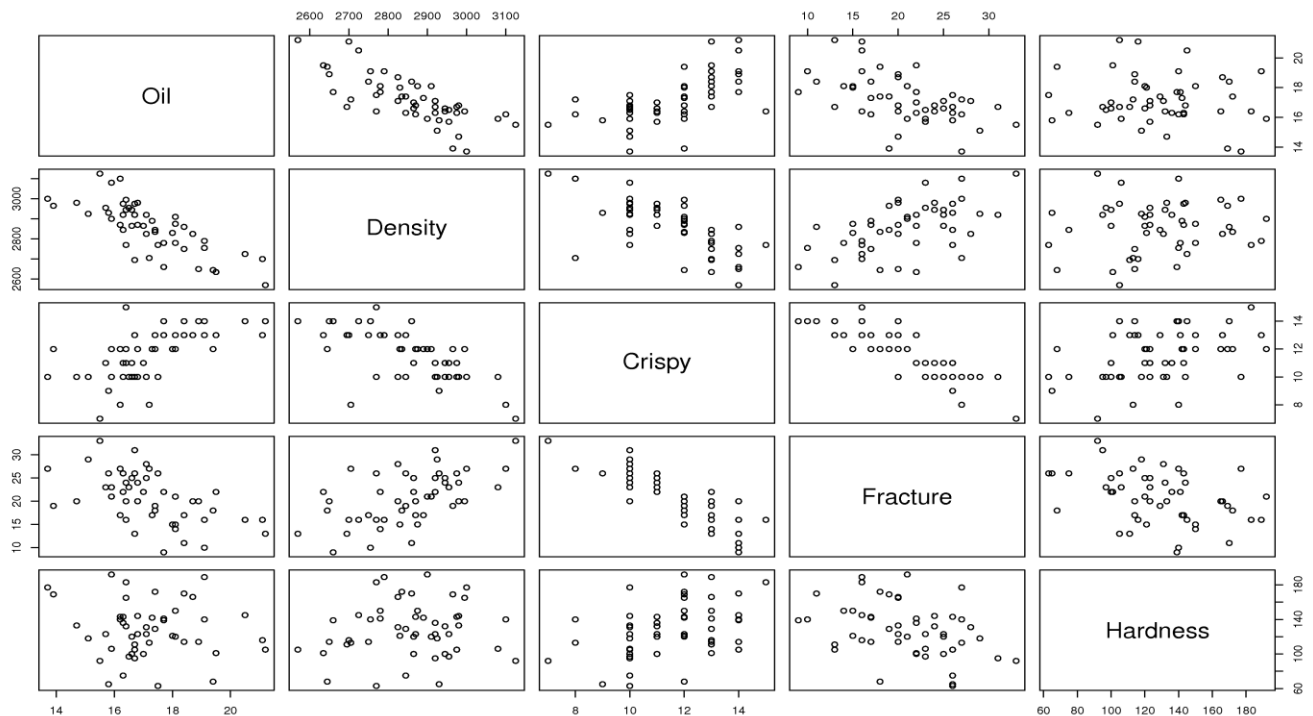 2600 2700 2800 2900 3000 3100
10 15 20 25 30
Oil
14 16 18 20
2600 2800 3000
Density
Crispy
8 10 12 14
10 15 20 25 30
Fracture
Hardness
60 100 140 180
14 16 18 20
8 10 12 14
60 80 100 120 140 160 180